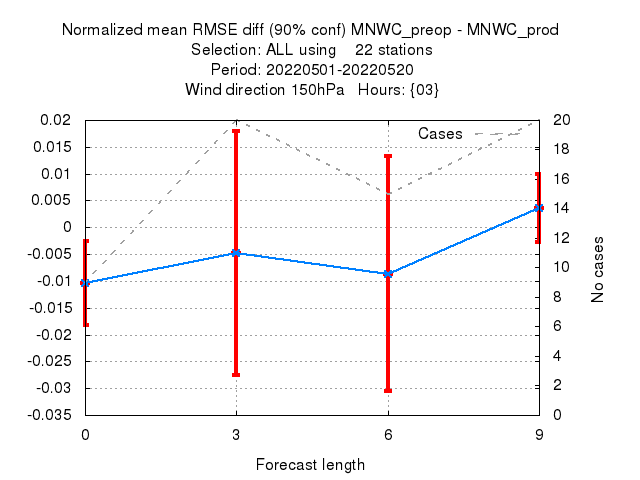 Normalized mean RMSE diff (90% conf) MNWC_preop - MNWC_prod
Selection: ALL using    22 stations
Period: 20220501-20220520
Wind direction 150hPa   Hours: {03}
Cases
0.02
0.015
0.01
0.005
0
-0.005
-0.01
-0.015
-0.02
-0.025
-0.03
-0.035
20
18
16
14
12
10
8
6
4
2
0
No cases
0 3 6 9
Forecast length